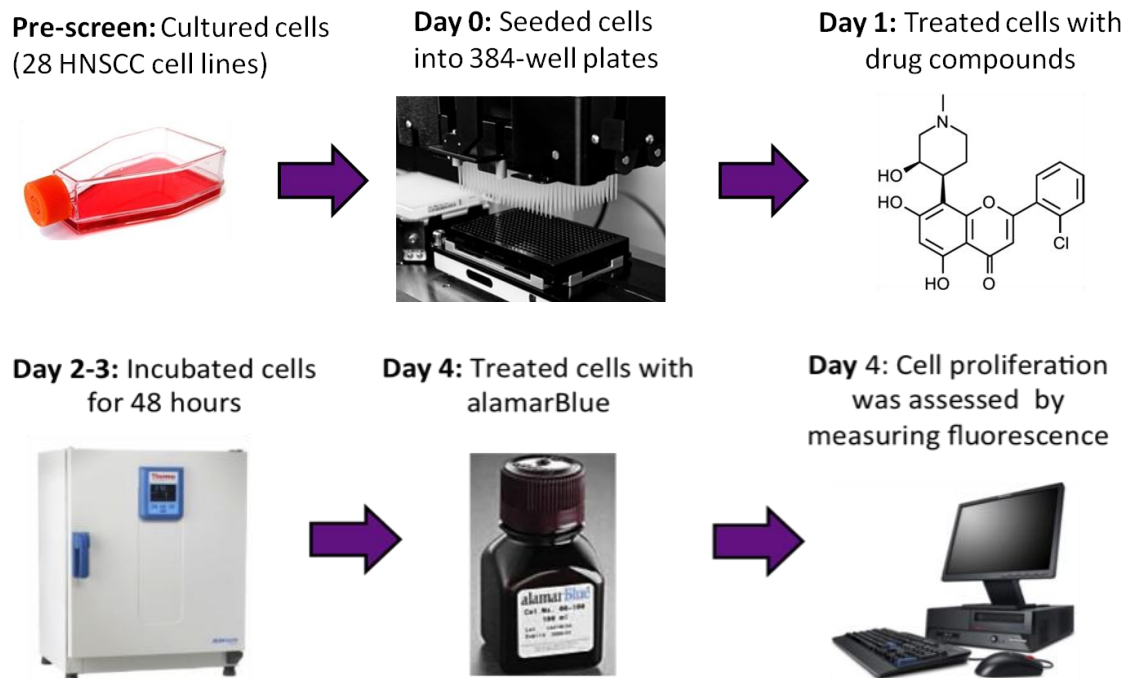 Pre-screen: Cultured cells
(28 HNSCC cell lines)
Day 0: Seeded cells
into 384-well plates
Day 1: Treated cells with
drug compounds
N
HO
HO
O
Cl
HO
O
Day 2-3: Incubated cells
for 48 hours
Day 4: Treated cells with
alamarBlue
Day 4: Cell proliferation
was assessed by
measuring fluorescence
Thermo
alamarBlue
100 ml